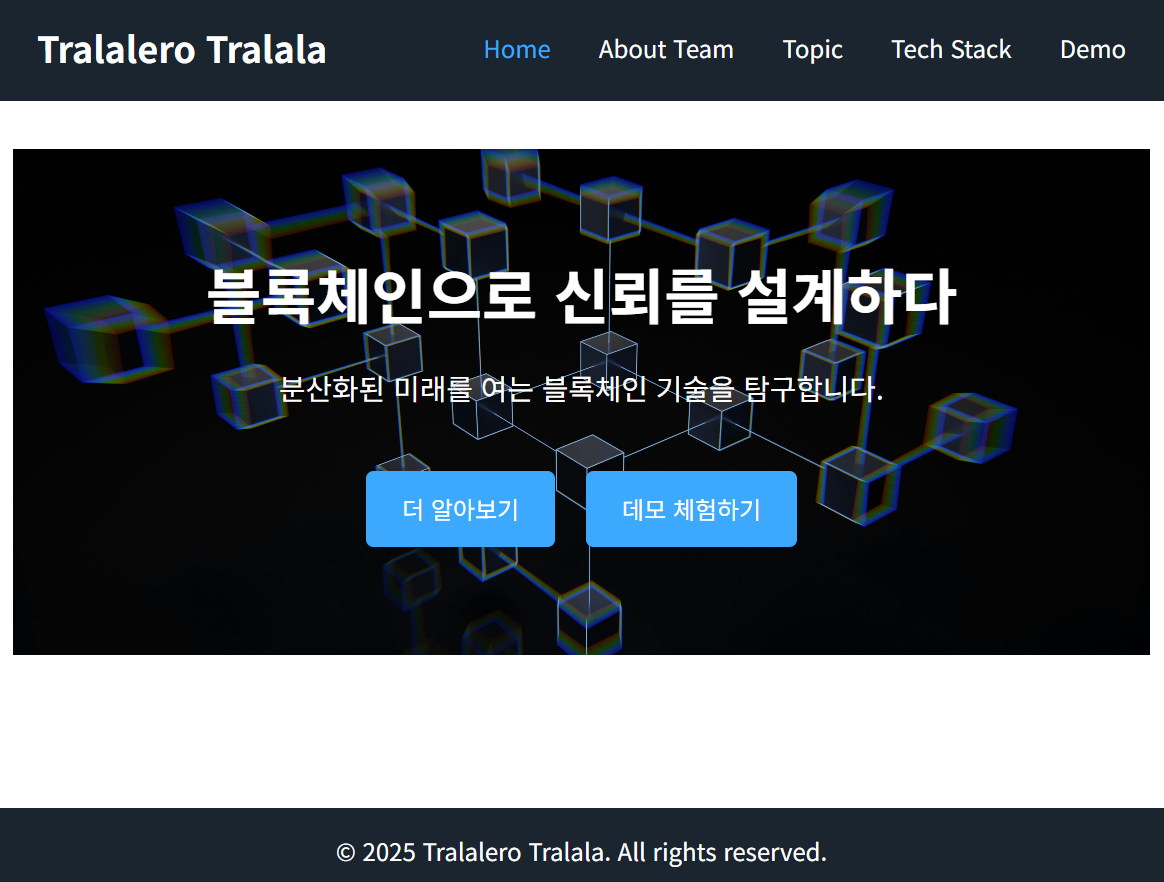 Tralalero Tralala
Home About Team Topic Tech Stack Demo
블록체인으로 신뢰를 설계하다
분산화된 미래를 여는 블록체인 기술을 탐구합니다.
더 알아보기
데모 체험하기
© 2025 Tralalero Tralala. All rights reserved.